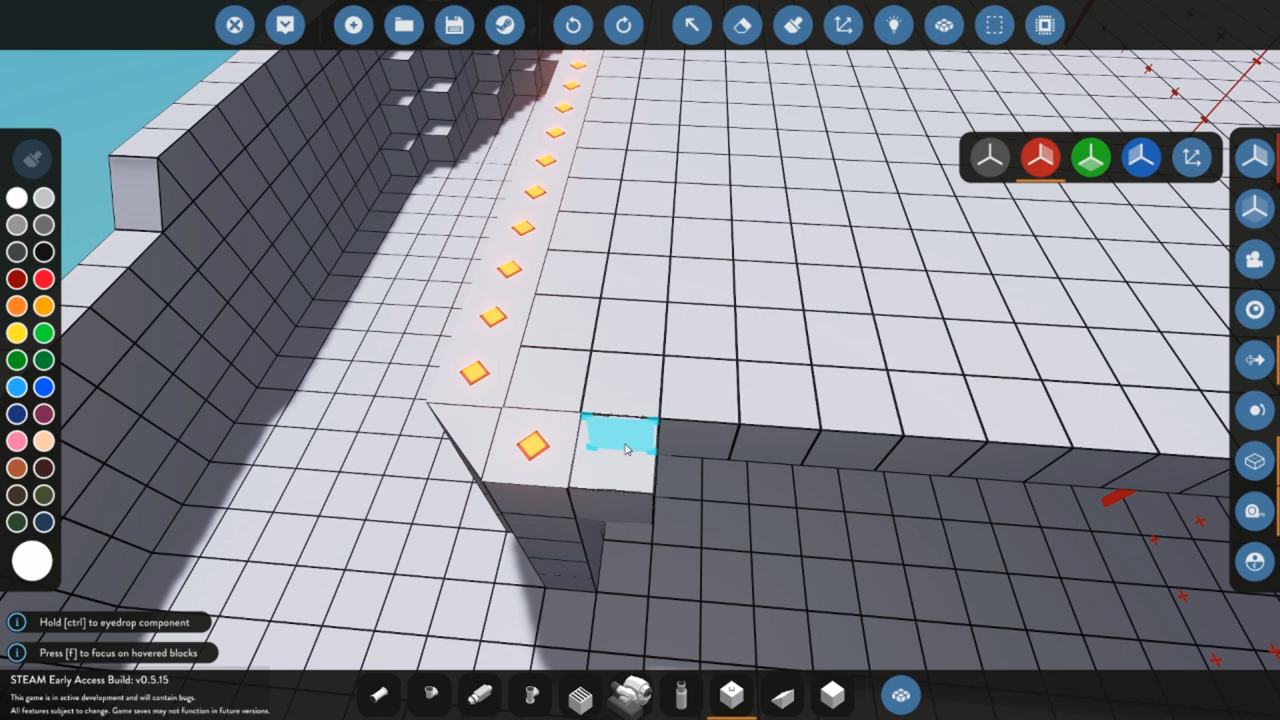 Hold [ctrl] to eyedrop component
Press [f] to focus on hovered blocks
STEAM Early Access Build: v0.5.15
This game is in active development and will contain bugs.
All features subject to change. Game saves may not function in future versions.